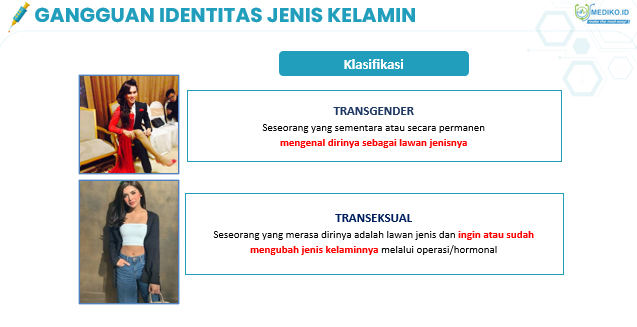 GANGGUAN IDENTITAS JENIS KELAMIN
MEDIKO.ID
Klasifikasi
TRANSGENDER
Seseorang yang sementara atau secara permanen
mengenal dirinya sebagai lawan jenisnya
TRANSEKSUAL
Seseorang yang merasa dirinya adalah lawan jenis dan ingin atau sudah
mengubah jenis kelaminnya melalui operasi/hormonal